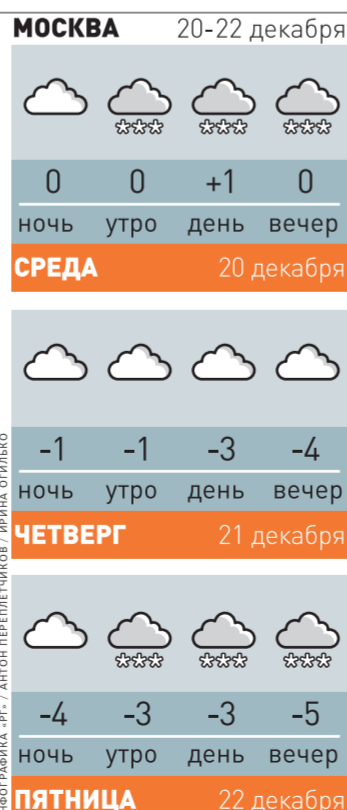 МОСКВА 20-22 декабря
0 0 +1 0
ночь утро день вечер
СРЕДА 20 декабря
-1 -1 -3 -4
ночь утро день вечер
ЧЕТВЕРГ 21 декабря
-4 -3 -3 -5
ночь утро день вечер
ПЯТНИЦА 22 декабря
НФОГРАФИКА «РГ» / АНТОН ПЕРЕПЛЕТЧИКОВ / ИРИНА ОГИЛЬКО